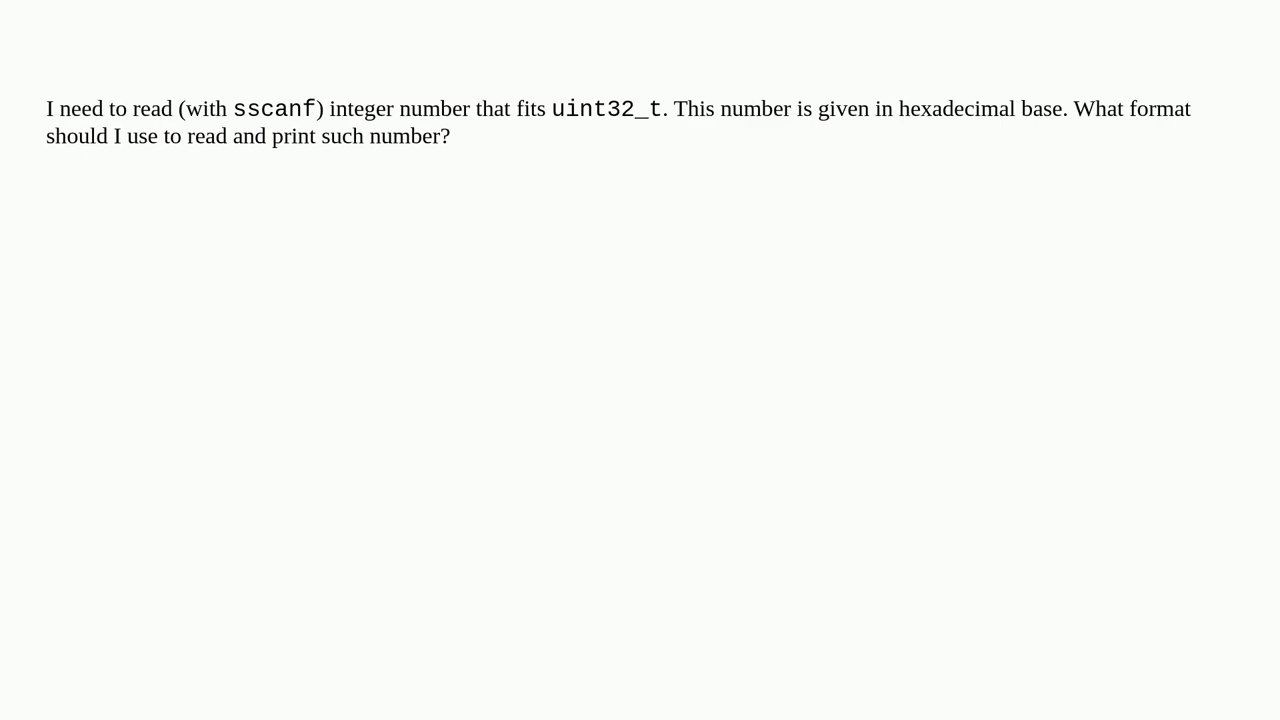 I need to read (with sscanf) integer number that fits uint32_t. This number is given in hexadecimal base. What format
should I use to read and print such number?